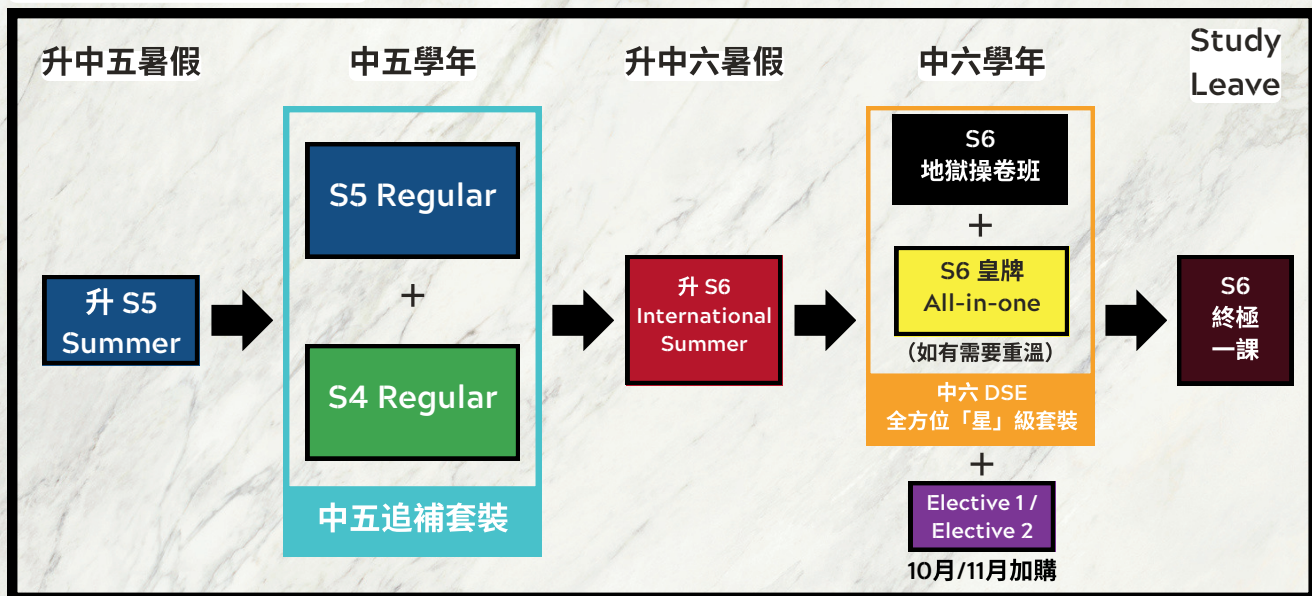 升中五暑假
中五學年
升中六暑假
中六學年
Study
Leave
升 S5
Summer
S5 Regular
+
S4 Regular
中五追補套裝
升 S6
International
Summer
S6
地獄操卷班
+
S6 皇牌
All-in-one
(如有需要重溫)
中六 DSE
全方位「星」級套裝
+
Elective 1 /
Elective 2
10月/11月加購
S6
終極
一課